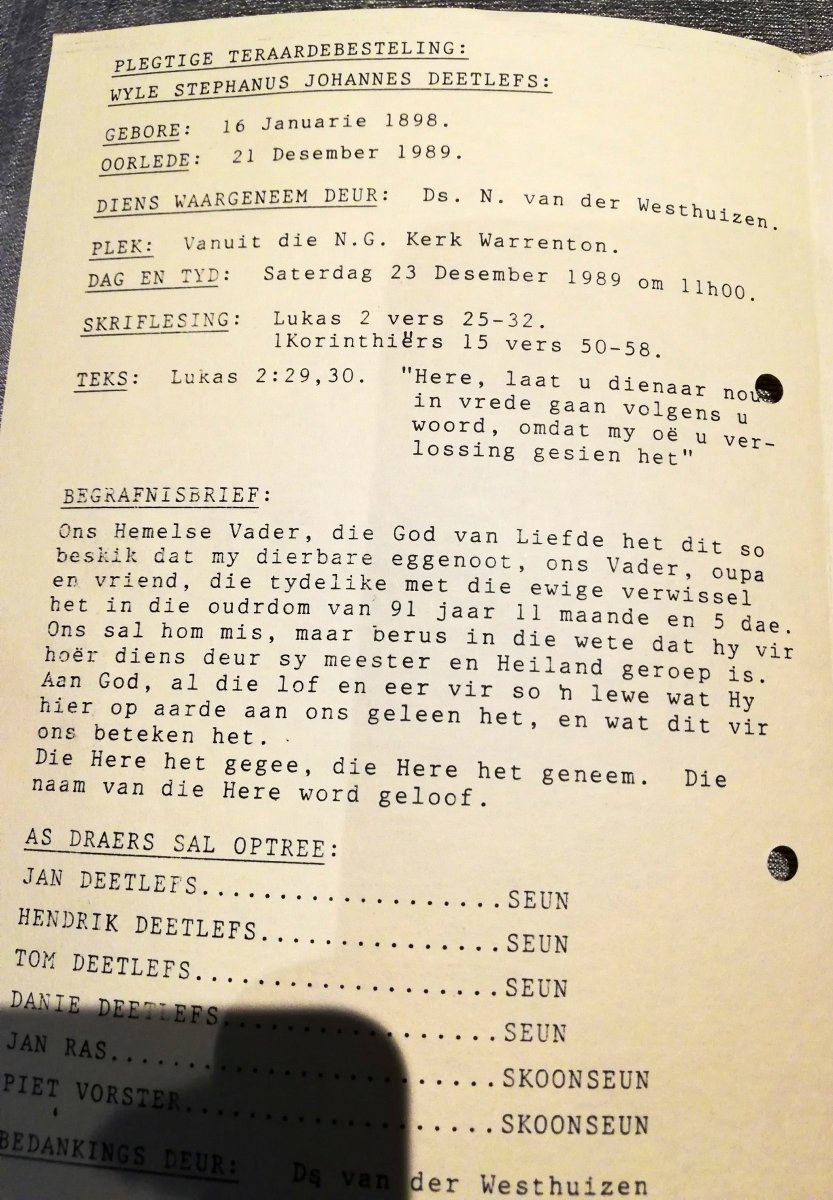 PLEGTIGE TERAARDEBESTELING:
WYLE STEPHANUS JOHANNES DEETLEFS:
GEBORE: 16 Januarie 1898.
OORLEDE: 21 Desember 1989.
DIENS WAARGENEEM DEUR: Ds. N. van der Westhuizen.
PLEK: Vanuit die N.G. Kerk Warrenton.
DAG EN TYD: Saterdag 23 Desember 1989 om 11h00.
SKRIFLESING: Lukas 2 vers 25-32.
1Korinthiërs 15 vers 50-58.
TEKS: Lukas 2:29,30. "Here, laat u dienaar nou
in vrede gaan volgens u
woord, omdat my oë u ver-
lossing gesien het"
BEGRAFNISBRIEF:
Ons Hemelse Vader, die God van Liefde het dit so
beskik dat my dierbare eggenoot, ons Vader, oupa
en vriend, die tydelike met die ewige verwissel
het in die oudrdom van 91 jaar 11 maande en 5 dae.
Ons sal hom mis, maar berus in die wete dat hy vir
hoër diens deur sy meester en Heiland geroep is.
Aan God, al die lof en eer vir so 'n lewe wat Hy
hier op aarde aan ons geleen het, en wat dit vir
ons beteken het.
Die Here het gegee, die Here het geneem. Die
naam van die Here word geloof.
AS DRAERS SAL OPTREE:
JAN DEETLEFS...................SEUN
HENDRIK DEETLEFS...............SEUN
TOM DEETLEFS...................SEUN
DANIE DEETLEFS.................SEUN
JAN RAS........................SKOONSEUN
PIET VORSTER...................SKOONSEUN
BEDANKINGS DEUR: Ds van der Westhuizen